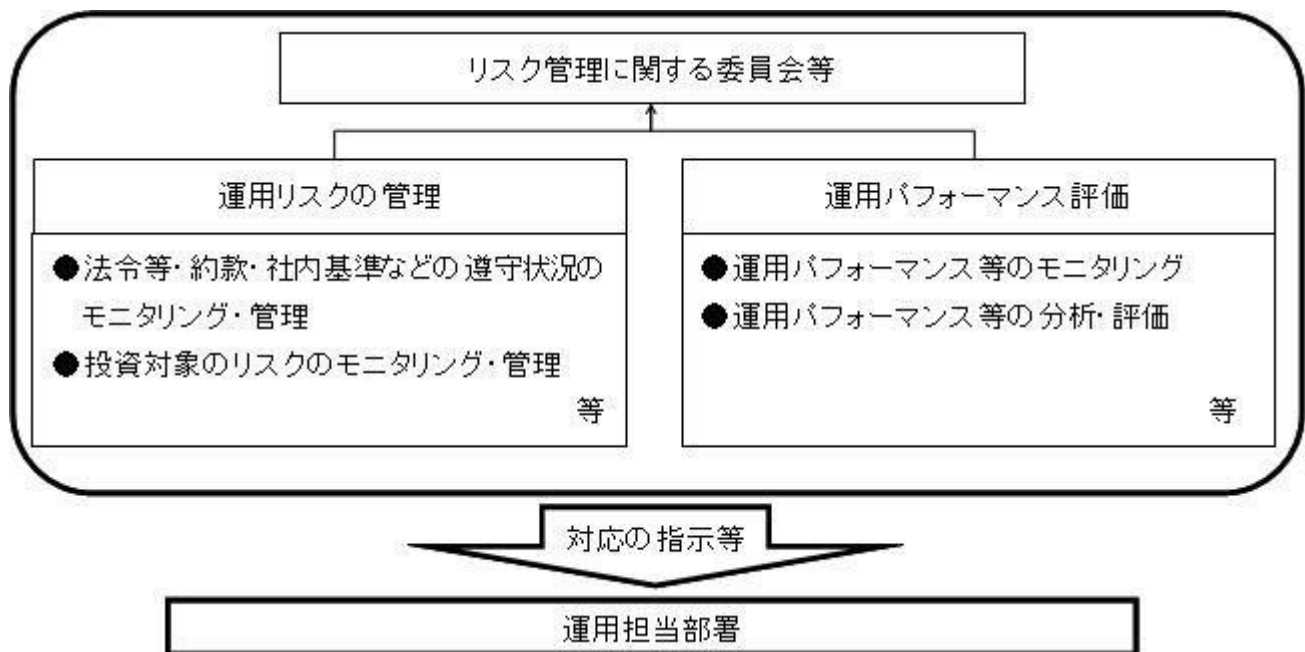 リスク管理に関する委員会等
運用リスクの管理
●法令等・約款・社内基準などの遵守状況の
モニタリング・管理
●投資対象のリスクのモニタリング・管理
等
運用パフォーマンス評価
●運用パフォーマンス等のモニタリング
●運用パフォーマンス等の分析・評価
等
対応の指示等
運用担当部署